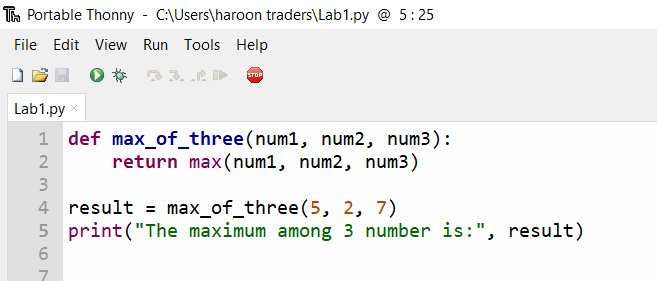 Portable Thonny - C:\Users\haroon traders\Lab1.py @ 5:25
File Edit View Run Tools Help
STOP
Lab1.py ×
1 def max_of_three(num1, num2, num3):
2     return max(num1, num2, num3)
3
4 result = max_of_three(5, 2, 7)
5 print("The maximum among 3 number is:", result)
6
7